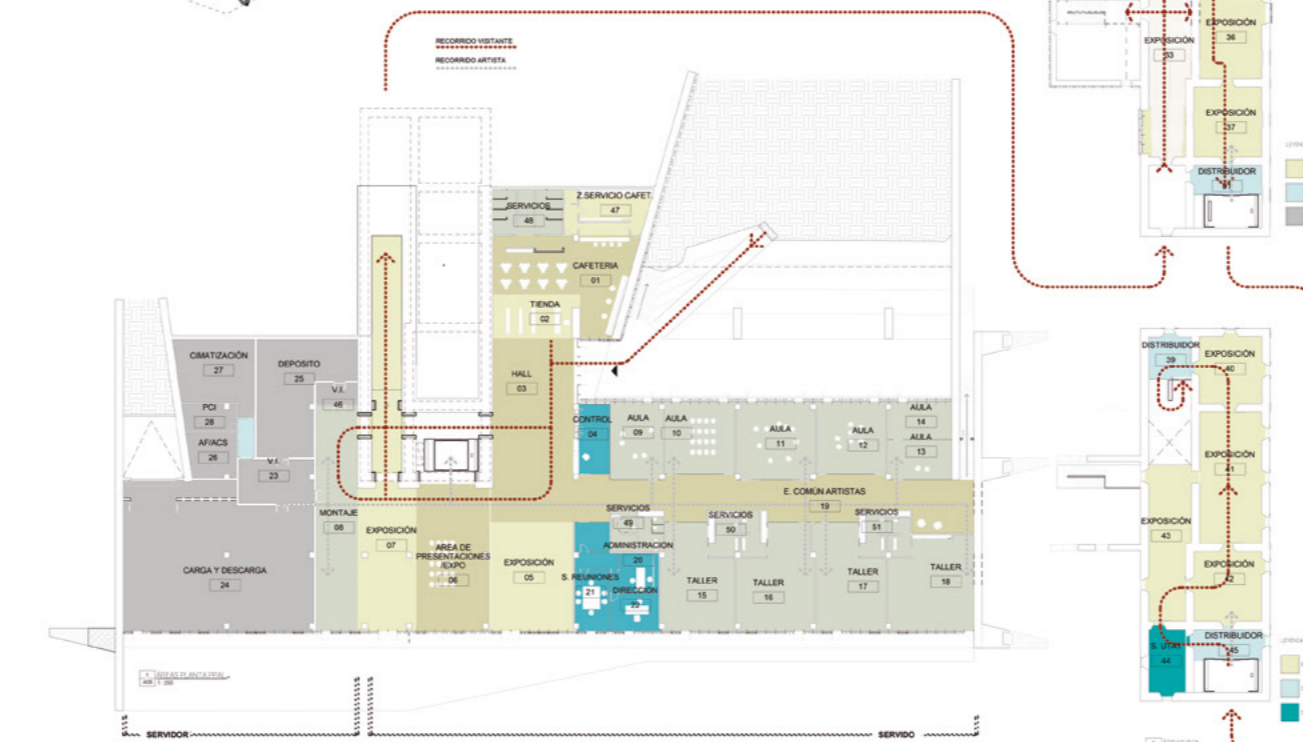 RECORRIDO VISITANTE
RECORRIDO ARTISTA
EXPOSICIÓN
36
EXPOSICIÓN
33
EXPOSICIÓN
37
DISTRIBUIDOR
SERVICIOS
48
Z.SERVICIO CAFET.
47
CAFETERIA
01
TIENDA
02
HALL
03
CIMATIZACIÓN
27
DEPOSITO
25
V.I.
46
PCI
28
AF/ACS
26
V.I.
23
CONTROL
04
AULA
09
AULA
10
AULA
11
AULA
12
AULA
14
AULA
13
E. COMÚN ARTISTAS
19
MONTAJE
08
EXPOSICIÓN
07
AREA DE
PRESENTACIONES
/EXPO
06
EXPOSICIÓN
05
SERVICIOS
49
SERVICIOS
50
SERVICIOS
51
ADMINISTRACION
20
S. REUNIONES
21
DIRECCION
22
TALLER
15
TALLER
16
TALLER
17
TALLER
18
CARGA Y DESCARGA
24
DISTRIBUIDOR
39
EXPOSICIÓN
40
EXPOSICIÓN
41
EXPOSICIÓN
43
EXPOSICIÓN
42
DISTRIBUIDOR
45
44
ÁREAS PLANTA PPAL.
SERVIDOR
SERVIDO